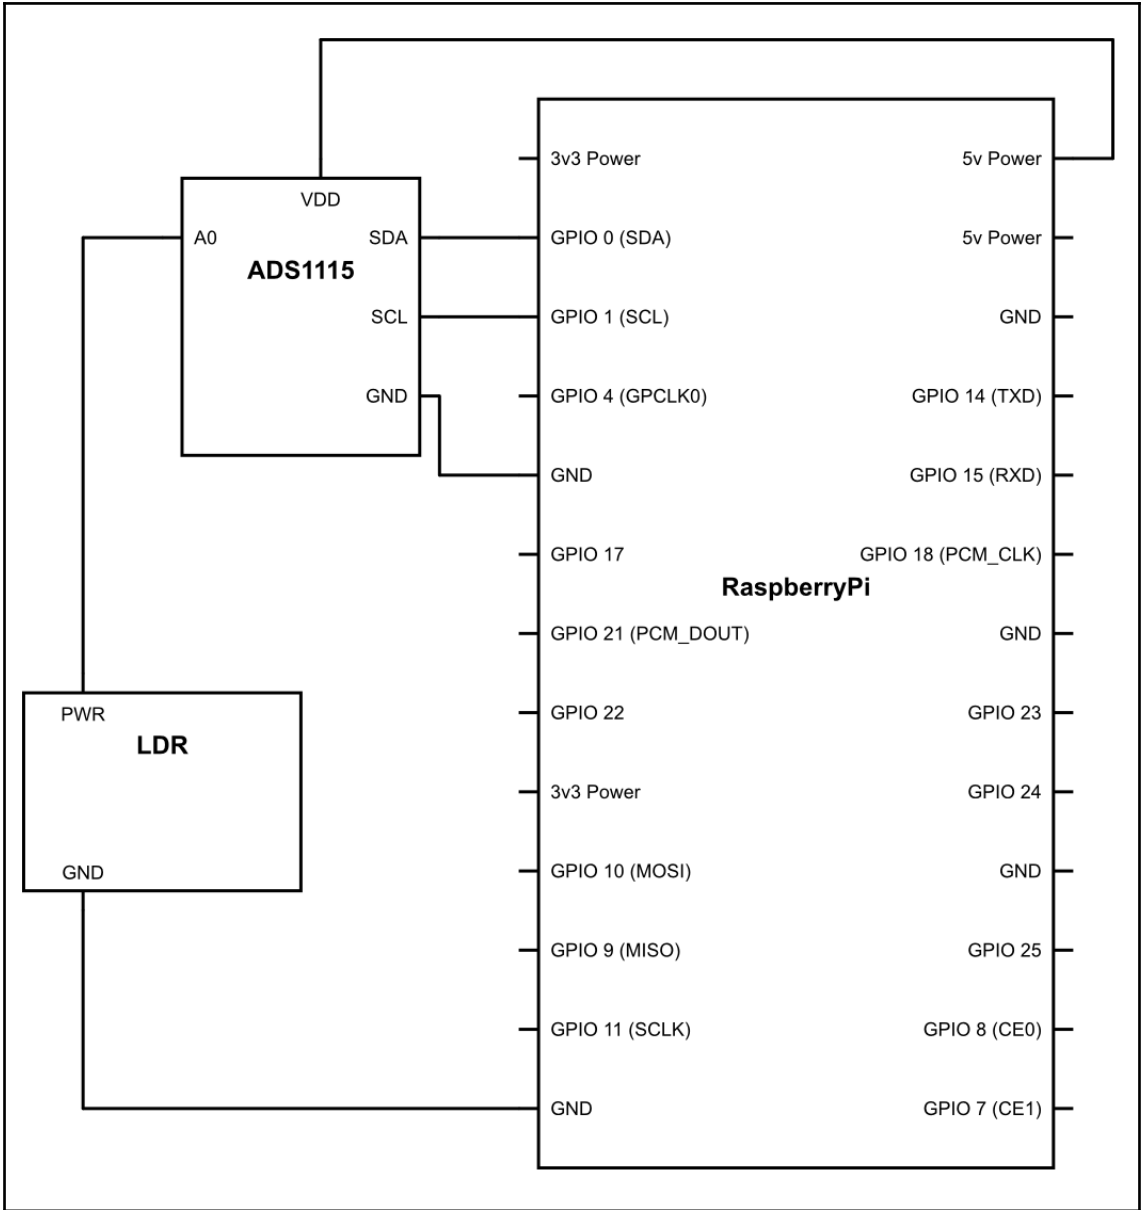 VDD
A0
SDA
ADS1115
SCL
GND
PWR
LDR
GND
3v3 Power
GPIO 0 (SDA)
GPIO 1 (SCL)
GPIO 4 (GPCLK0)
GND
GPIO 17
GPIO 21 (PCM_DOUT)
GPIO 22
3v3 Power
GPIO 10 (MOSI)
GPIO 9 (MISO)
GPIO 11 (SCLK)
GND
RaspberryPi
5v Power
5v Power
GND
GPIO 14 (TXD)
GPIO 15 (RXD)
GPIO 18 (PCM_CLK)
GND
GPIO 23
GPIO 24
GND
GPIO 25
GPIO 8 (CE0)
GPIO 7 (CE1)